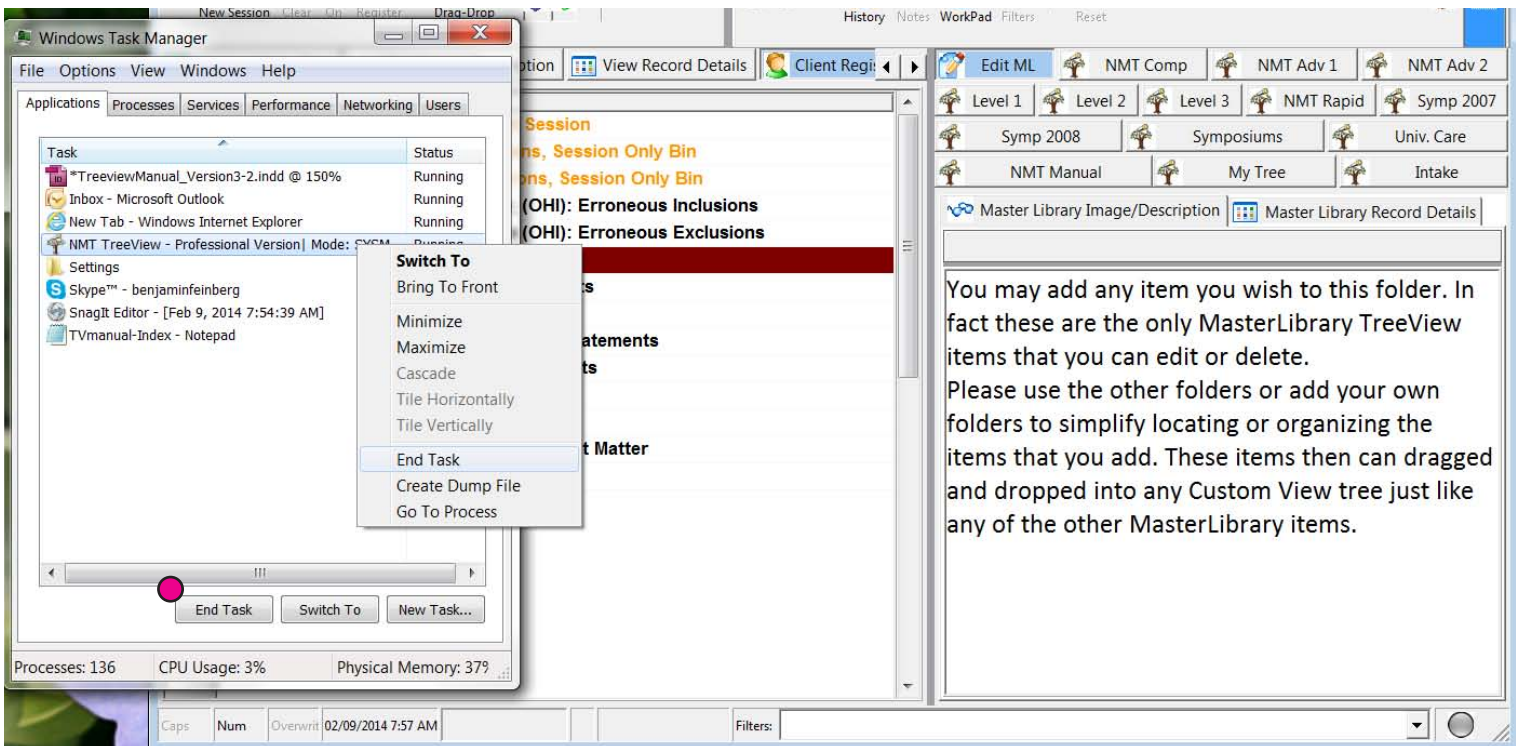 New Session Clear On Register Drag-Drop
History Notes WorkPad Filters Reset
Windows Task Manager
File Options View Windows Help
Applications Processes Services Performance Networking Users
Task Status
*TreeviewManual_Version3-2.indd @ 150% Running
Inbox - Microsoft Outlook Running
New Tab - Windows Internet Explorer Running
NMT TreeView - Professional Version| Mode: SYSM... Running
Settings
Skype™ - benjaminfeinberg
SnagIt Editor - [Feb 9, 2014 7:54:39 AM]
TVmanual-Index - Notepad
Switch To
Bring To Front
Minimize
Maximize
Cascade
Tile Horizontally
Tile Vertically
End Task
Create Dump File
Go To Process
End Task Switch To New Task...
Processes: 136 CPU Usage: 3% Physical Memory: 37%
View Record Details Client Regis
Session
ns, Session Only Bin
ons, Session Only Bin
(OHI): Erroneous Inclusions
(OHI): Erroneous Exclusions
ts
atements
ts
t Matter
Edit ML NMT Comp NMT Adv 1 NMT Adv 2
Level 1 Level 2 Level 3 NMT Rapid Symp 2007
Symp 2008 Symposiums Univ. Care
NMT Manual My Tree Intake
Master Library Image/Description Master Library Record Details
You may add any item you wish to this folder. In
fact these are the only MasterLibrary TreeView
items that you can edit or delete.
Please use the other folders or add your own
folders to simplify locating or organizing the
items that you add. These items then can dragged
and dropped into any Custom View tree just like
any of the other MasterLibrary items.
Caps Num Overwrit 02/09/2014 7:57 AM Filters: